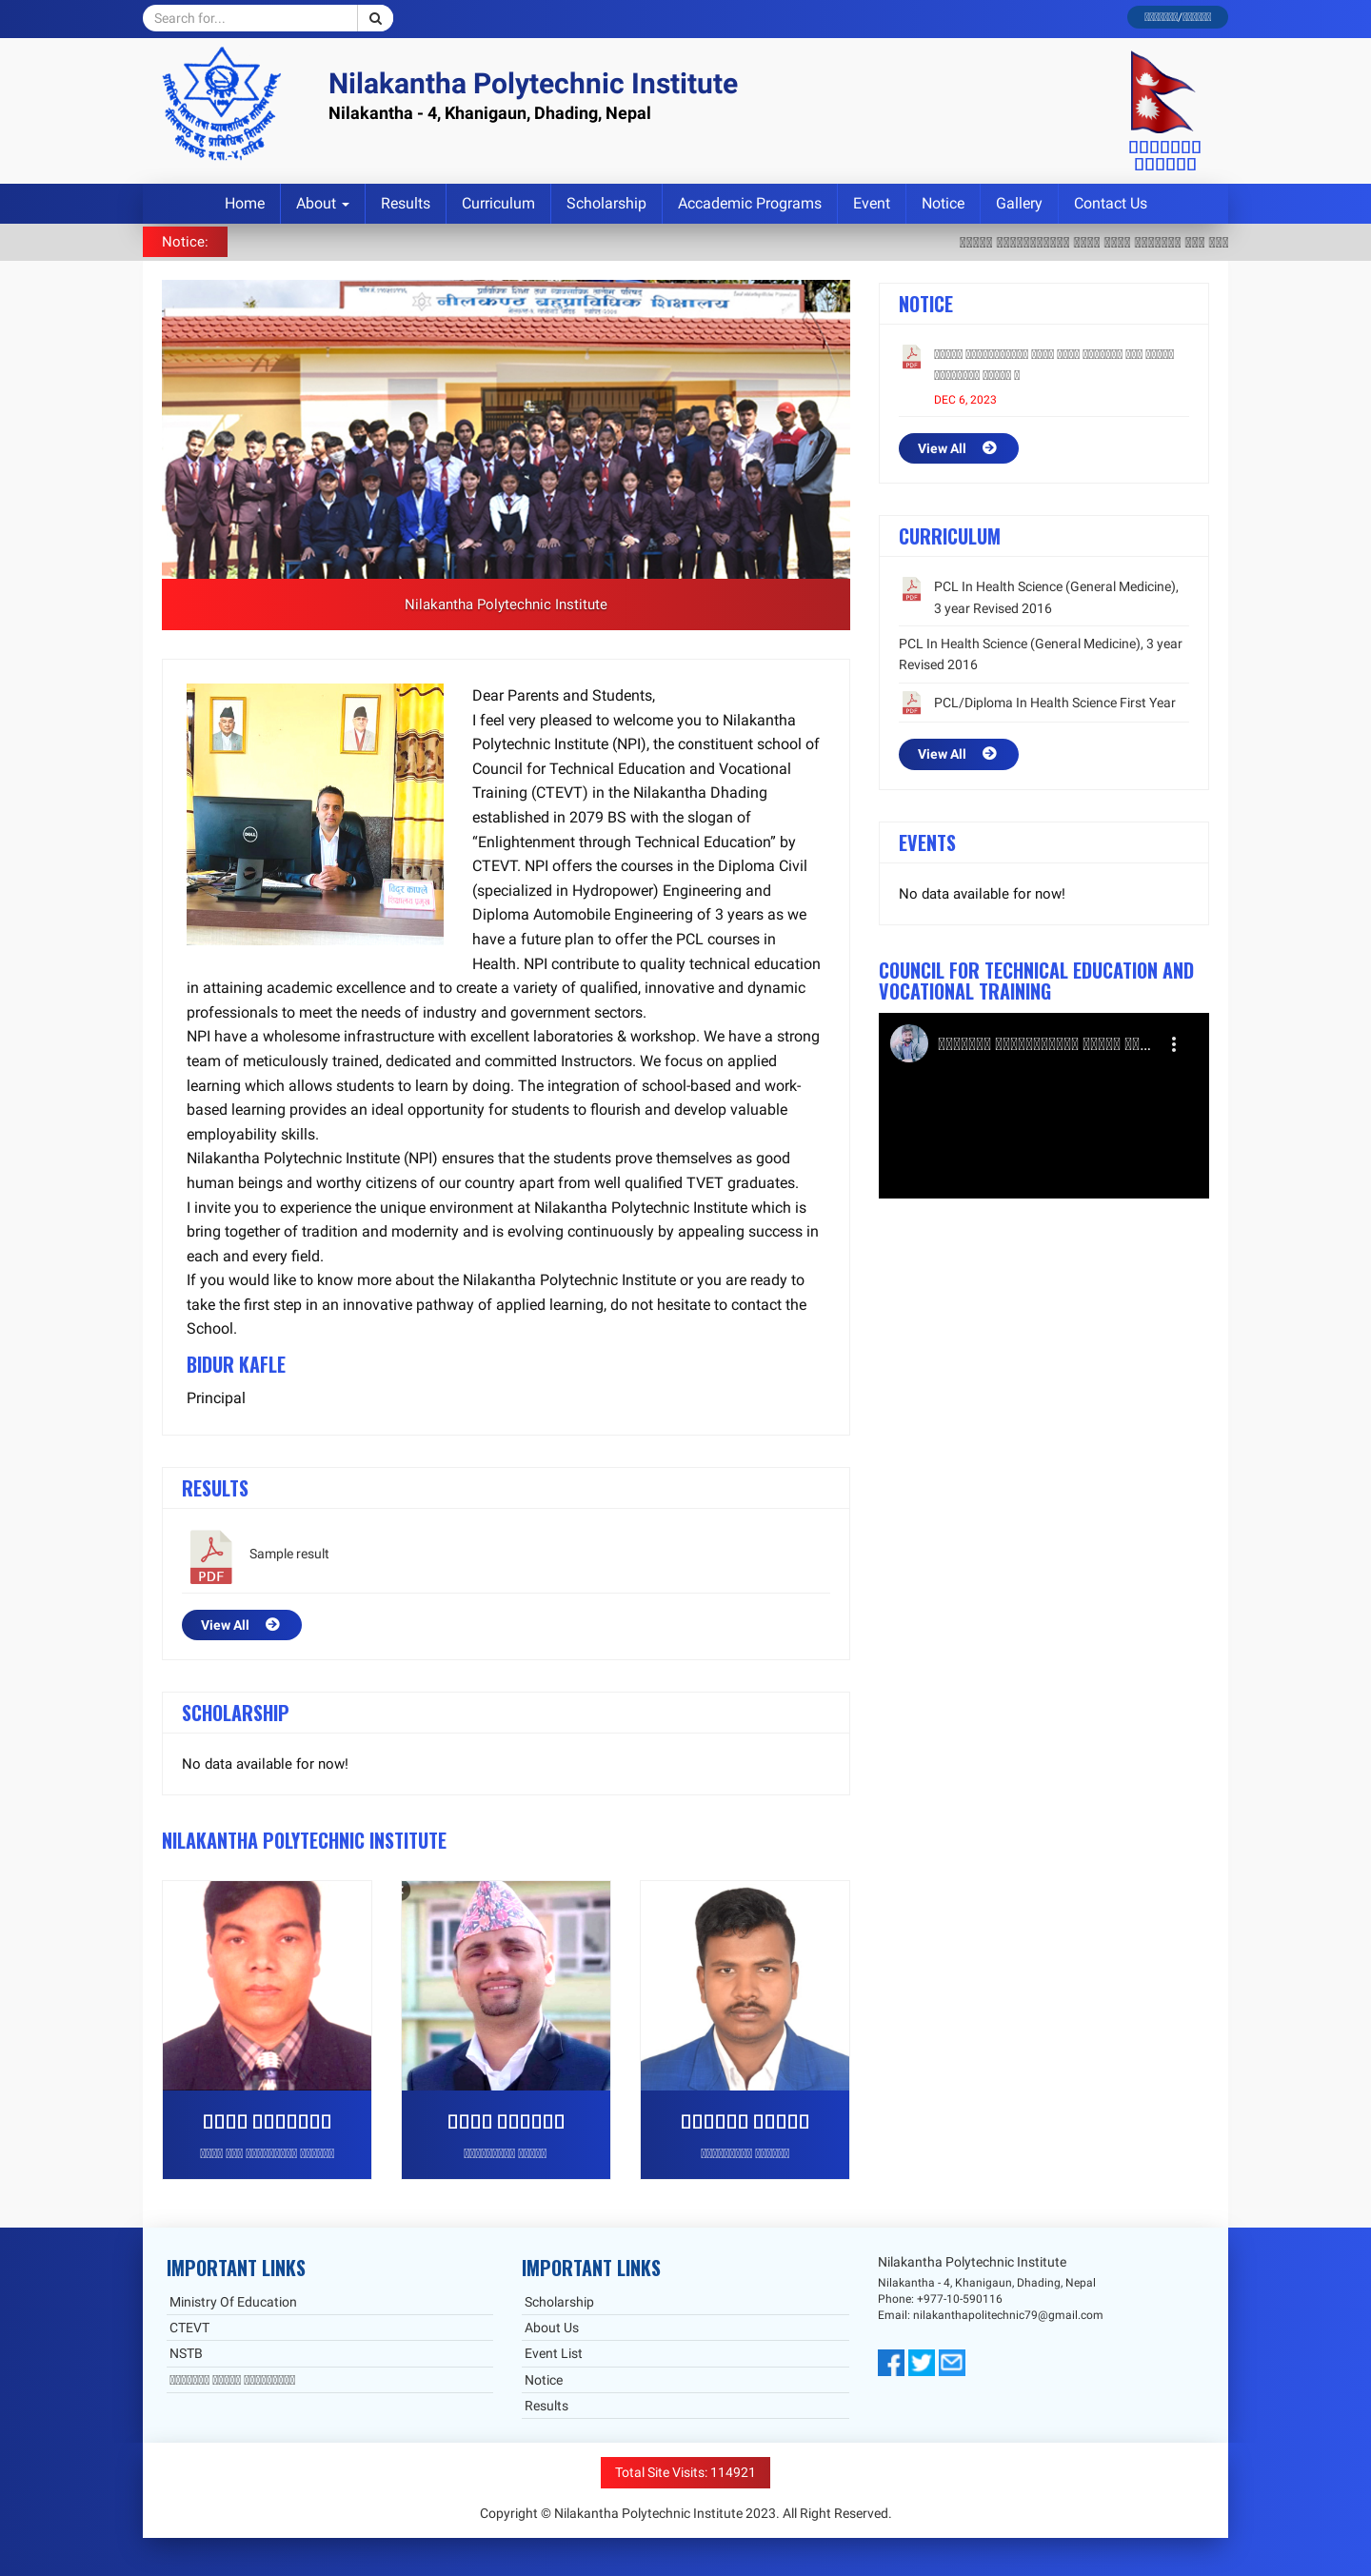 Search for...
Nilakantha Polytechnic Institute
Nilakantha - 4, Khanigaun, Dhading, Nepal
Home
About
Results
Curriculum
Scholarship
Accademic Programs
Event
Notice
Gallery
Contact Us
Notice:
नीलकण्ठ बहुप्राविधिक शिक्षालय
Nilakantha Polytechnic Institute
Dear Parents and Students,
I feel very pleased to welcome you to Nilakantha
Polytechnic Institute (NPI), the constituent school of
Council for Technical Education and Vocational
Training (CTEVT) in the Nilakantha Dhading
established in 2079 BS with the slogan of
“Enlightenment through Technical Education” by
CTEVT. NPI offers the courses in the Diploma Civil
(specialized in Hydropower) Engineering and
Diploma Automobile Engineering of 3 years as we
have a future plan to offer the PCL courses in
Health. NPI contribute to quality technical education
in attaining academic excellence and to create a variety of qualified, innovative and dynamic
professionals to meet the needs of industry and government sectors.
NPI have a wholesome infrastructure with excellent laboratories & workshop. We have a strong
team of meticulously trained, dedicated and committed Instructors. We focus on applied
learning which allows students to learn by doing. The integration of school-based and work-
based learning provides an ideal opportunity for students to flourish and develop valuable
employability skills.
Nilakantha Polytechnic Institute (NPI) ensures that the students prove themselves as good
human beings and worthy citizens of our country apart from well qualified TVET graduates.
I invite you to experience the unique environment at Nilakantha Polytechnic Institute which is
bring together of tradition and modernity and is evolving continuously by appealing success in
each and every field.
If you would like to know more about the Nilakantha Polytechnic Institute or you are ready to
take the first step in an innovative pathway of applied learning, do not hesitate to contact the
School.
BIDUR KAFLE
Principal
RESULTS
PDF
Sample result
View All
SCHOLARSHIP
No data available for now!
NILAKANTHA POLYTECHNIC INSTITUTE
NOTICE
PDF
DEC 6, 2023
View All
CURRICULUM
PDF
PCL In Health Science (General Medicine),
3 year Revised 2016
PCL In Health Science (General Medicine), 3 year
Revised 2016
PDF
PCL/Diploma In Health Science First Year
View All
EVENTS
No data available for now!
COUNCIL FOR TECHNICAL EDUCATION AND
VOCATIONAL TRAINING
IMPORTANT LINKS
Ministry Of Education
CTEVT
NSTB
IMPORTANT LINKS
Scholarship
About Us
Event List
Notice
Results
Nilakantha Polytechnic Institute
Nilakantha - 4, Khanigaun, Dhading, Nepal
Phone: +977-10-590116
Email: nilakanthapolitechnic79@gmail.com
Total Site Visits: 114921
Copyright © Nilakantha Polytechnic Institute 2023. All Right Reserved.